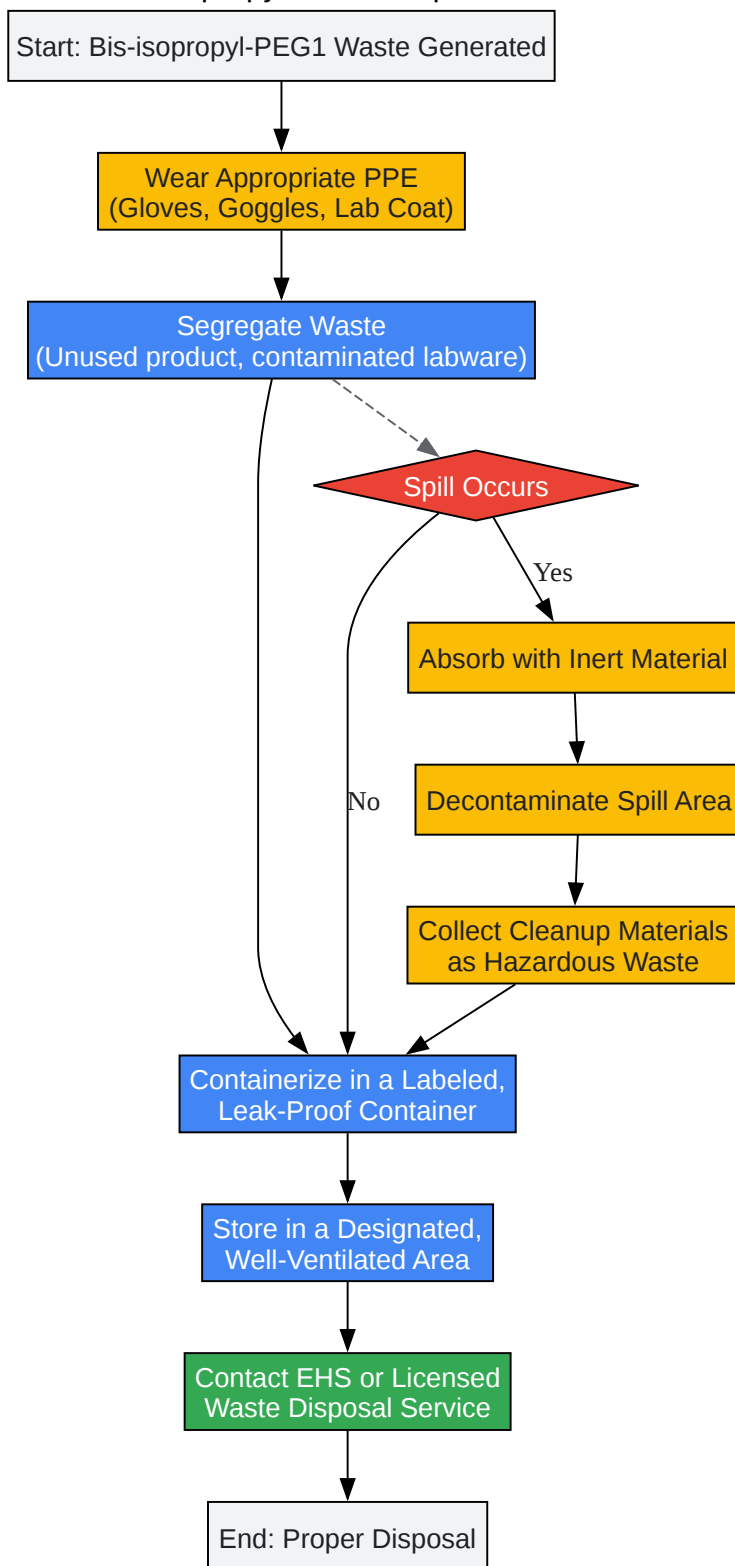 Start: Bis-isopropyl-PEG1 Waste Generated
Wear Appropriate PPE
(Gloves, Goggles, Lab Coat)
Segregate Waste
(Unused product, contaminated labware)
Spill Occurs
Yes
Absorb with Inert Material
No
Decontaminate Spill Area
Collect Cleanup Materials
as Hazardous Waste
Containerize in a Labeled,
Leak-Proof Container
Store in a Designated,
Well-Ventilated Area
Contact EHS or Licensed
Waste Disposal Service
End: Proper Disposal